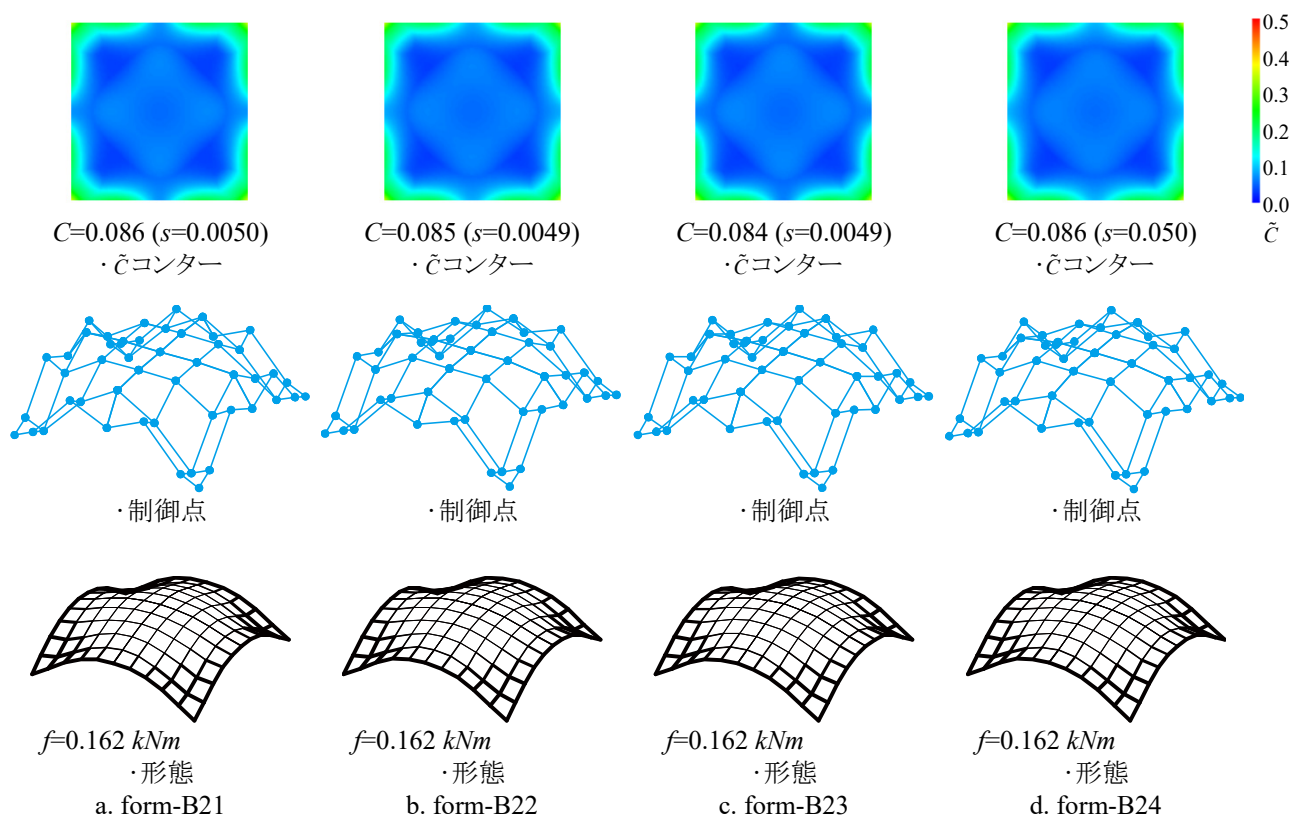 0.5
0.4
0.3
0.2
0.1
0.0
c̃
C=0.086 (s=0.0050)
C=0.085 (s=0.0049)
C=0.084 (s=0.0049)
C=0.086 (s=0.050)
· c̃コンター
· c̃コンター
· c̃コンター
· c̃コンター
· 制御点
· 制御点
· 制御点
· 制御点
f=0.162 kNm
f=0.162 kNm
f=0.162 kNm
f=0.162 kNm
· 形態
· 形態
· 形態
· 形態
a. form-B21
b. form-B22
c. form-B23
d. form-B24